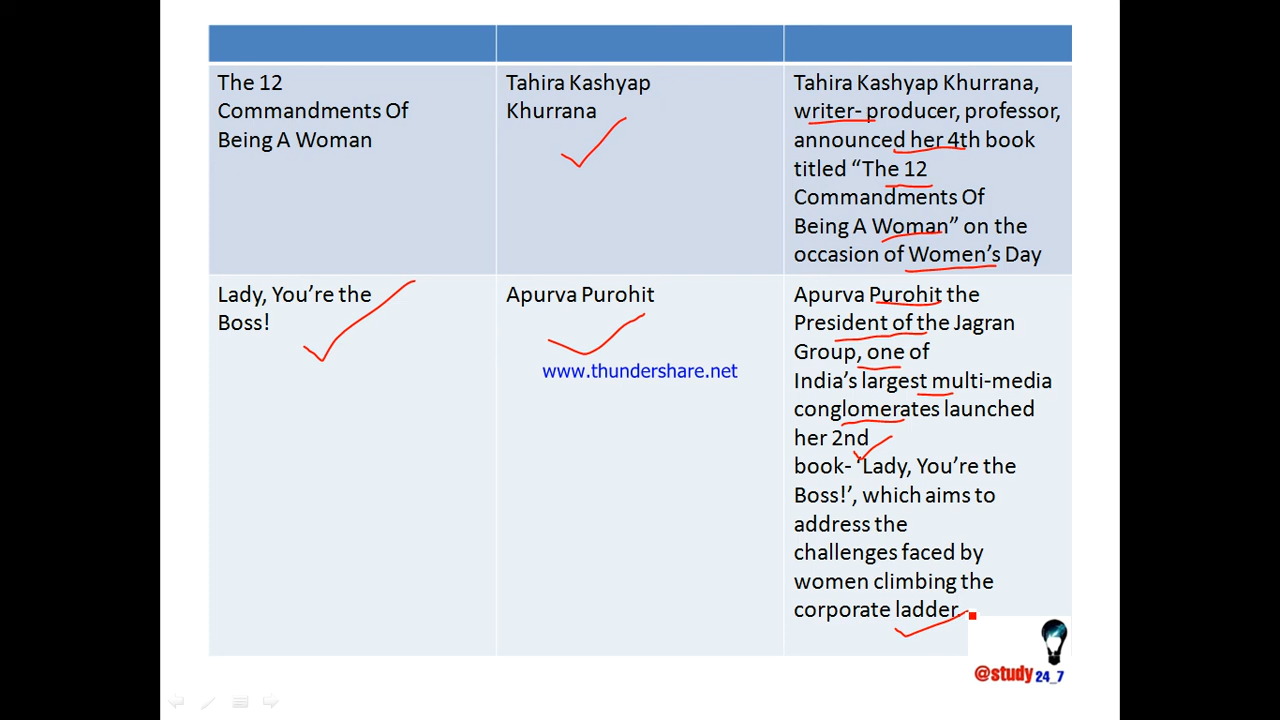 The 12
Commandments Of
Being A Woman
Tahira Kashyap
Khurrana
Tahira Kashyap Khurrana,
writer- producer, professor,
announced her 4th book
titled “The 12
Commandments Of
Being A Woman” on the
occasion of Women’s Day
Lady, You’re the
Boss!
Apurva Purohit
www.thundershare.net
Apurva Purohit the
President of the Jagran
Group, one of
India’s largest multi-media
conglomerates launched
her 2nd
book- ‘Lady, You’re the
Boss!’, which aims to
address the
challenges faced by
women climbing the
corporate ladder.
@study 24_7